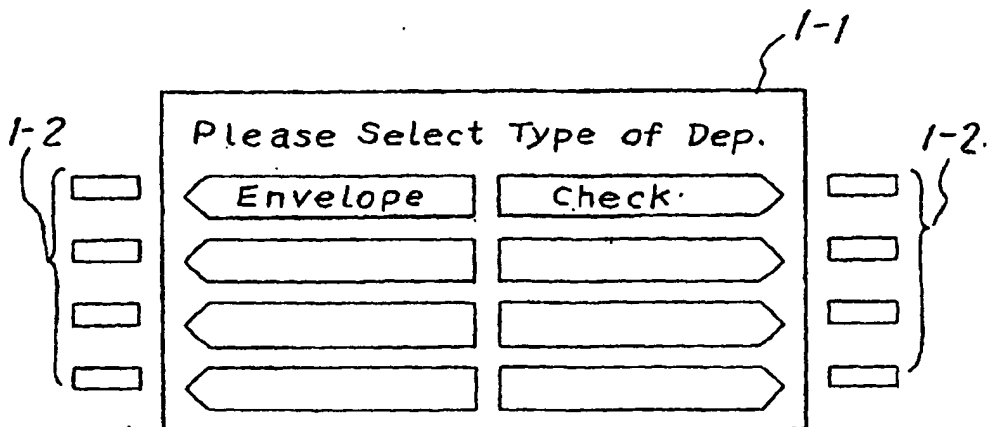 1-1
1-2
1-2.
Please Select Type of Dep.
Envelope
Check.